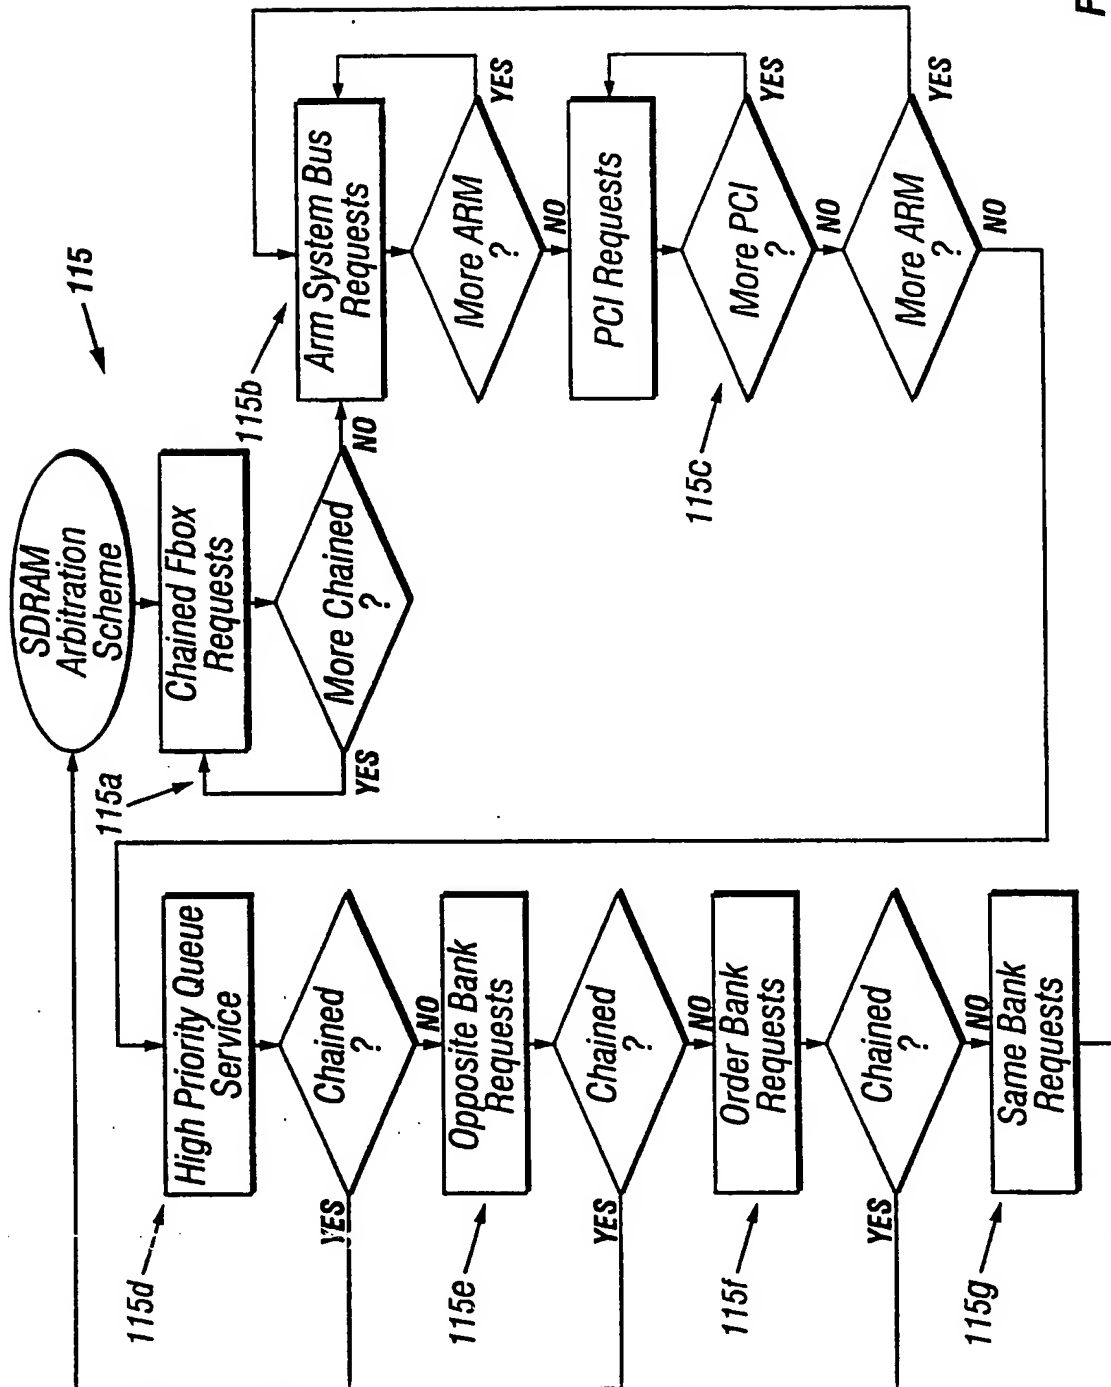 115
SDRAM
Arbitration
Scheme
115a
Chained Fbox
Requests
More Chained
?
YES
NO
115b
Arm System Bus
Requests
More ARM
?
YES
NO
PCI Requests
115c
More PCI
?
YES
NO
More ARM
?
YES
NO
115d
High Priority Queue
Service
Chained
?
YES
NO
115e
Opposite Bank
Requests
Chained
?
YES
NO
115f
Order Bank
Requests
Chained
?
YES
NO
115g
Same Bank
Requests